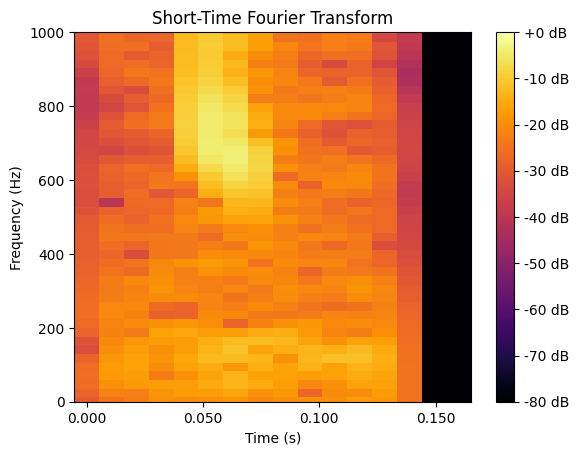 Short-Time Fourier Transform
1000
800
600
400
200
0
Frequency (Hz)
0.000
0.050
0.100
0.150
Time (s)
+0 dB
-10 dB
-20 dB
-30 dB
-40 dB
-50 dB
-60 dB
-70 dB
-80 dB